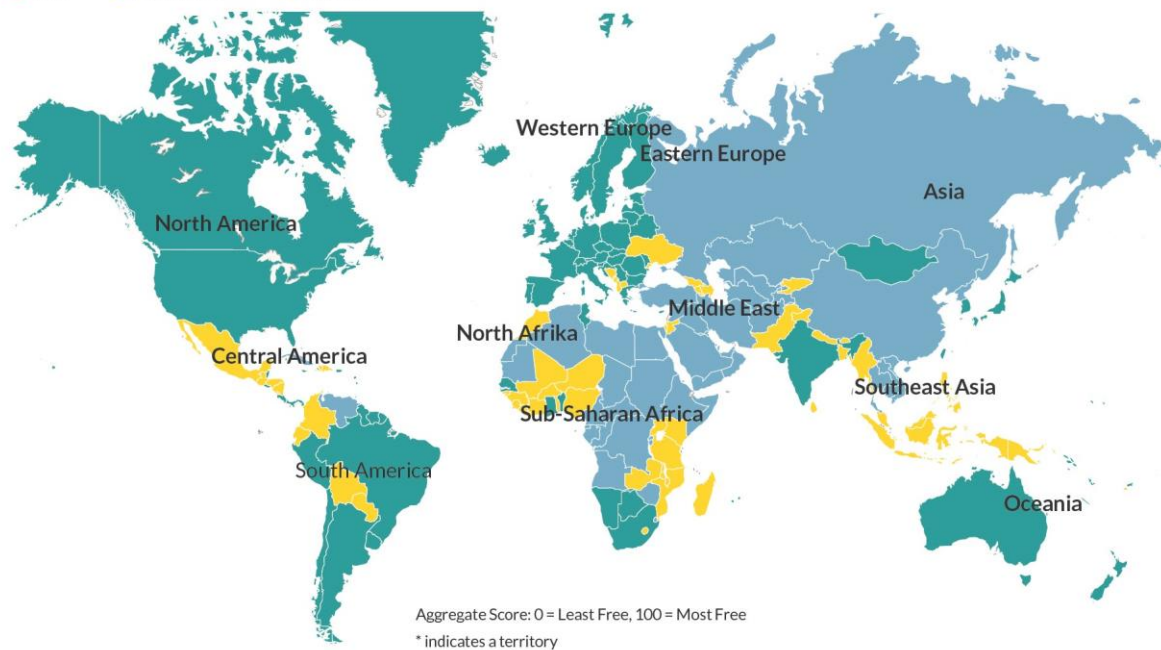 Western Europe
Eastern Europe
Asia
North America
Middle East
North Afrika
Central America
Southeast Asia
Sub-Saharan Africa
South America
Oceania
Aggregate Score: 0 = Least Free, 100 = Most Free
* indicates a territory